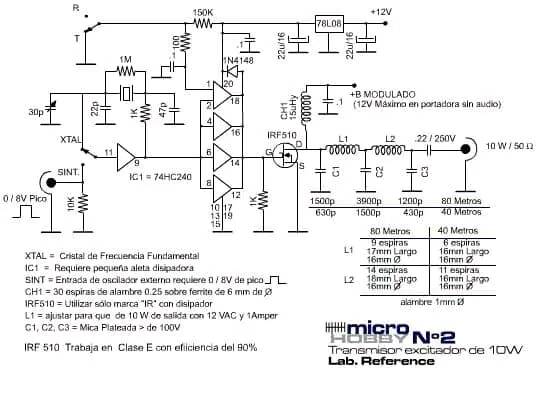 R
T
150K
78L08
+12V
100
.1
22u/16
22u/16
1M
1N4148
1
20
2
18
30p
22p
47p
1K
CH1
15uHy
.1
+B MODULADO
(12V Máximo en portadora sin audio)
4
16
XTAL
IRF510
D
G
S
L1
L2
.22 / 250V
11
9
6
14
10 W / 50 Ω
SINT.
IC1 = 74HC240
8
12
C1
C2
C3
0 / 8V Pico
10K
10 17
13 19
15
1K
1500p 3900p 1200p 80 Metros
630p 1500p 430p 40 Metros
80 Metros 40 Metros
L1
9 espiras 6 espiras
17mm Largo 16mm Largo
16mm Ø 16mm Ø
L2
14 espiras 11 espiras
16mm Largo 16mm Largo
16mm Ø 16mm Ø
alambre 1mm Ø
XTAL = Cristal de Frecuencia Fundamental
IC1 = Requiere pequeña aleta disipadora
SINT = Entrada de oscilador externo requiere 0 / 8V de pico
CH1 = 30 espiras de alambre 0.25 sobre ferrite de 6 mm de Ø
IRF510 = Utilizar sólo marca "IR" con disipador
L1 = ajustar para que de 10 W de salida con 12 VAC y 1Amper
C1, C2, C3 = Mica Plateada > de 100V
IRF 510 Trabaja en Clase E con efiiciencia del 90%
micro
HOBBY Nº2
Transmisor excitador de 10W
Lab. Reference